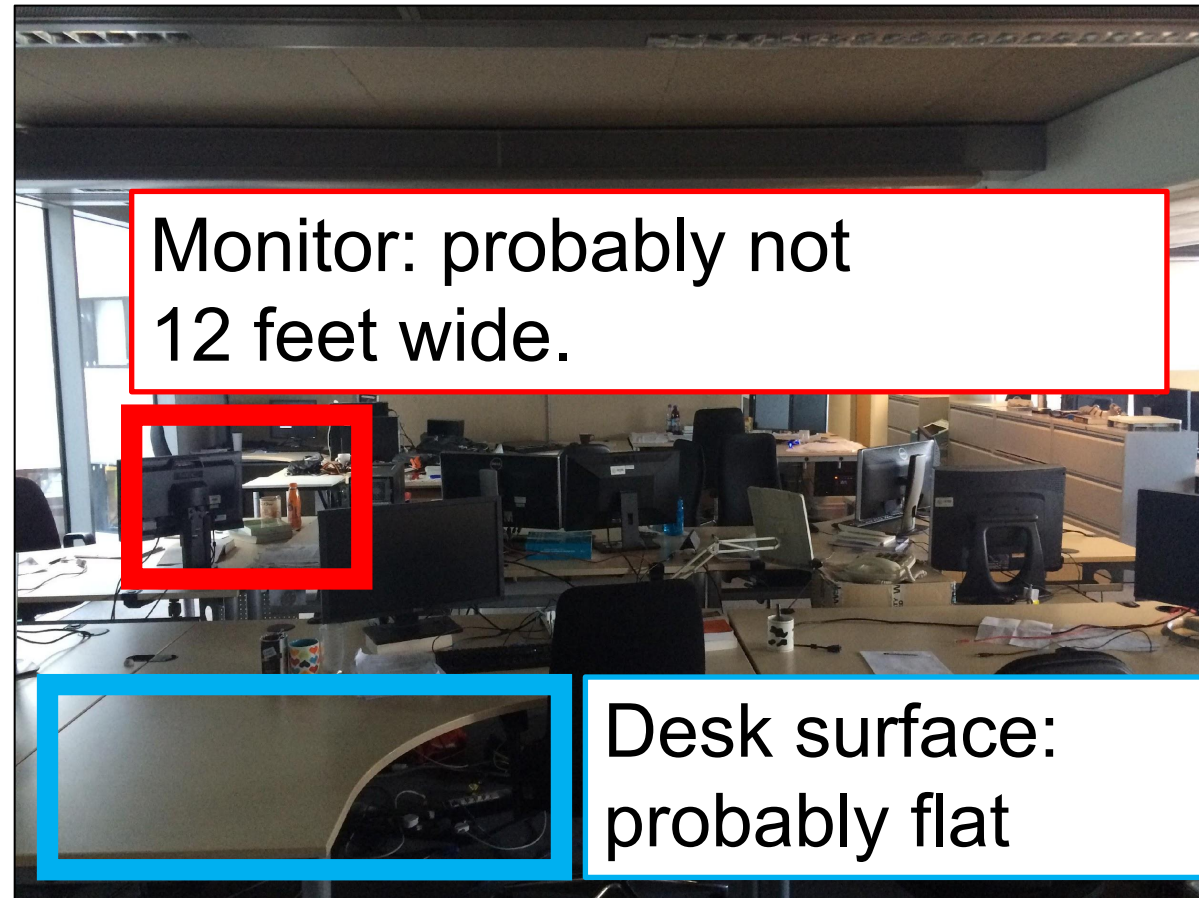 Monitor: probably not
12 feet wide.
Desk surface:
probably flat